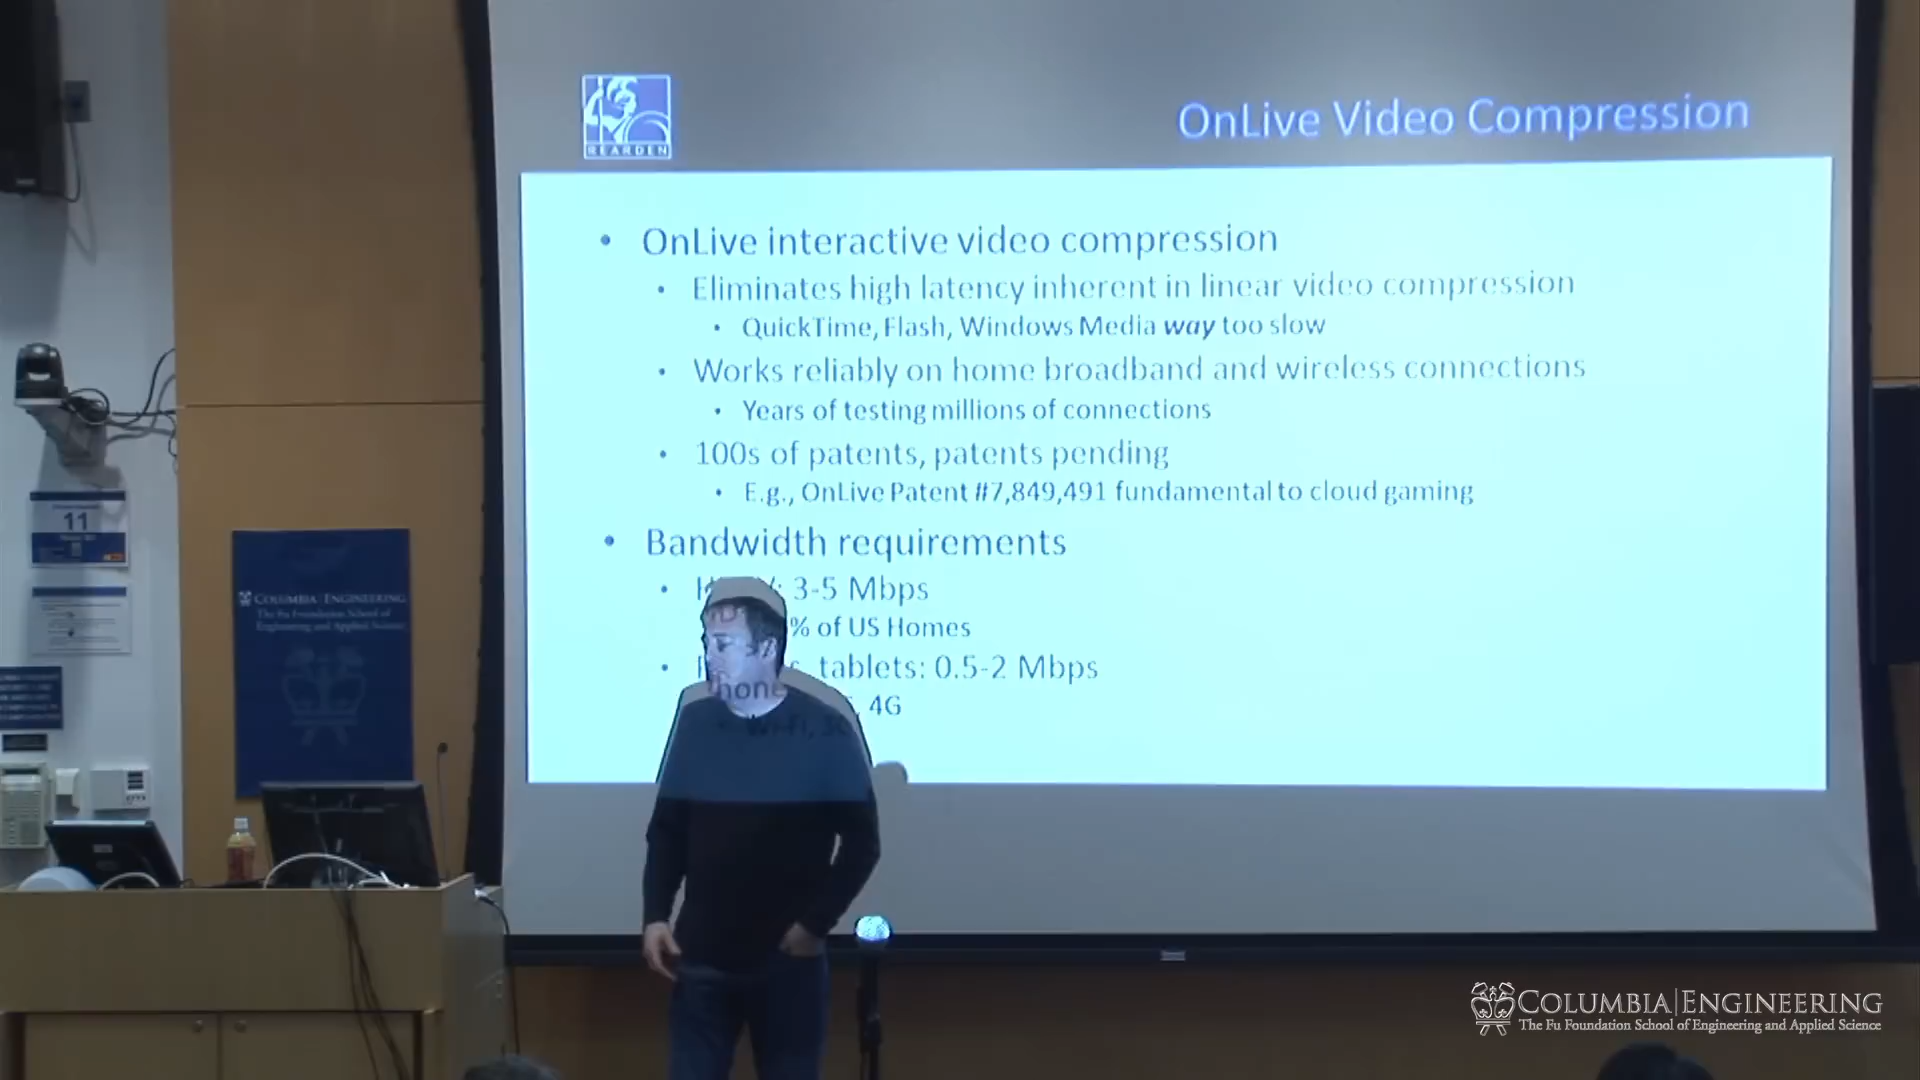 REARDEN
OnLive Video Compression
• OnLive interactive video compression
• Eliminates high latency inherent in linear video compression
• QuickTime, Flash, Windows Media way too slow
• Works reliably on home broadband and wireless connections
• Years of testing millions of connections
• 100s of patents, patents pending
• E.g., OnLive Patent #7,849,491 fundamental to cloud gaming
• Bandwidth requirements
• 3-5 Mbps
% of US Homes
• tablets: 0.5-2 Mbps
hone
Wi-Fi, 4G
11
COLUMBIA | ENGINEERING
The Fu Foundation School of
Engineering and Applied Science
COLUMBIA | ENGINEERING
The Fu Foundation School of Engineering and Applied Science